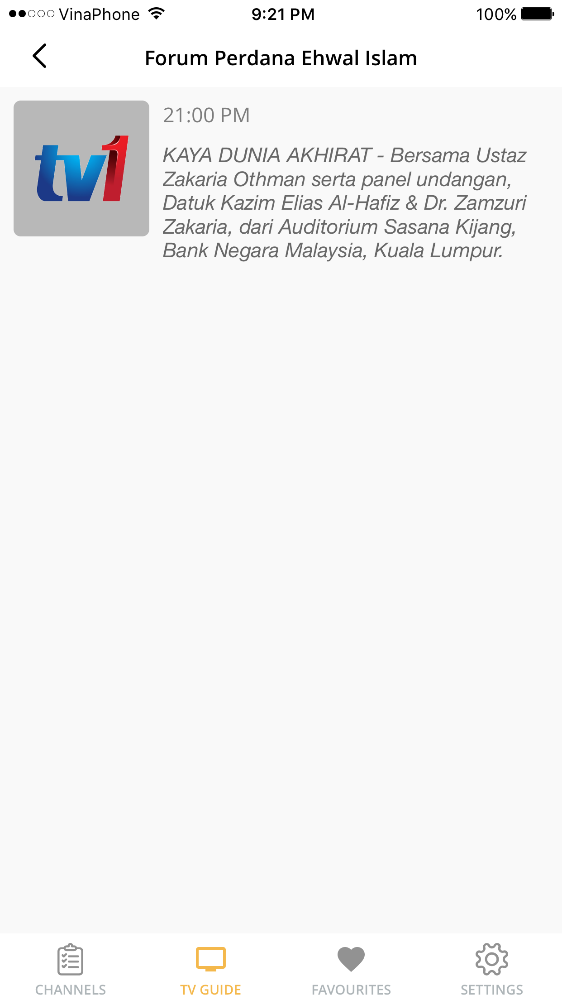 VinaPhone 9:21 PM 100%
Forum Perdana Ehwal Islam
tv1
21:00 PM
KAYA DUNIA AKHIRAT - Bersama Ustaz
Zakaria Othman serta panel undangan,
Datuk Kazim Elias Al-Hafiz & Dr. Zamzuri
Zakaria, dari Auditorium Sasana Kijang,
Bank Negara Malaysia, Kuala Lumpur.
CHANNELS TV GUIDE FAVOURITES SETTINGS